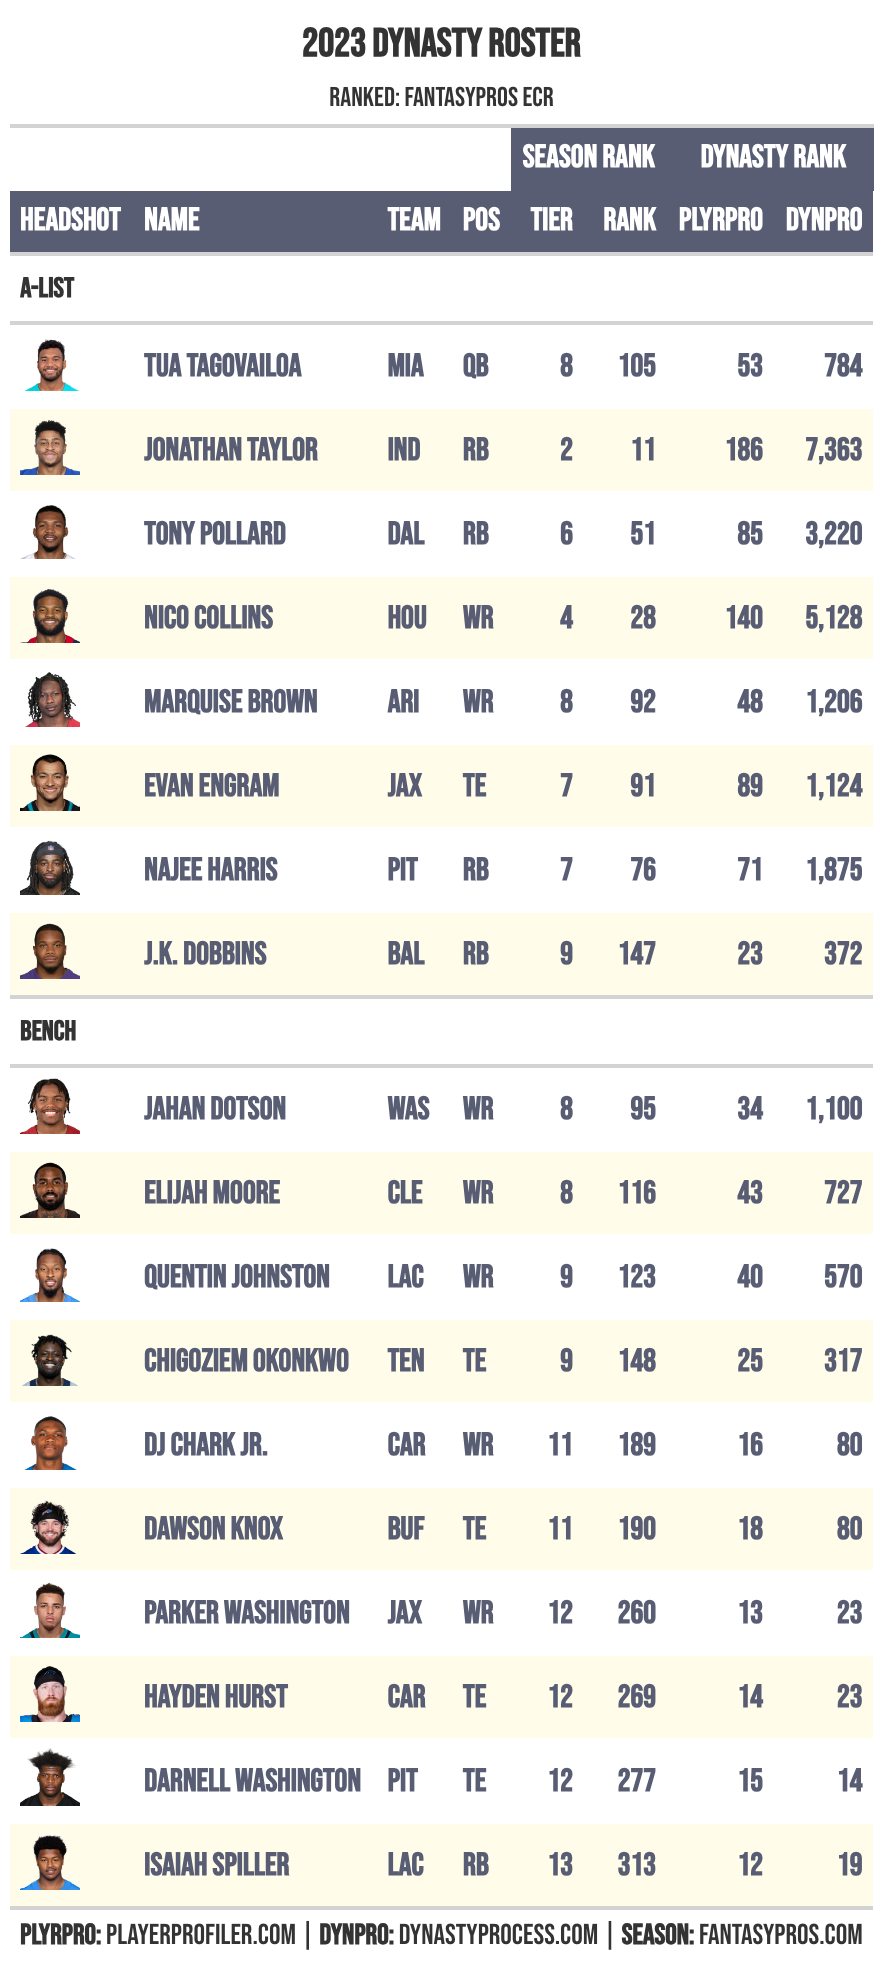 2023 DYNASTY ROSTER
RANKED: FANTASYPROS ECR
SEASON RANK DYNASTY RANK
HEADSHOT NAME TEAM POS TIER RANK PLYRPRO DYNPRO
A-LIST
TUA TAGOVAILOA MIA QB 8 105 53 784
JONATHAN TAYLOR IND RB 2 11 186 7,363
TONY POLLARD DAL RB 6 51 85 3,220
NICO COLLINS HOU WR 4 28 140 5,128
MARQUISE BROWN ARI WR 8 92 48 1,206
EVAN ENGRAM JAX TE 7 91 89 1,124
NAJEE HARRIS PIT RB 7 76 71 1,875
J.K. DOBBINS BAL RB 9 147 23 372
BENCH
JAHAN DOTSON WAS WR 8 95 34 1,100
ELIJAH MOORE CLE WR 8 116 43 727
QUENTIN JOHNSTON LAC WR 9 123 40 570
CHIGOZIEM OKONKWO TEN TE 9 148 25 317
DJ CHARK JR. CAR WR 11 189 16 80
DAWSON KNOX BUF TE 11 190 18 80
PARKER WASHINGTON JAX WR 12 260 13 23
HAYDEN HURST CAR TE 12 269 14 23
DARNELL WASHINGTON PIT TE 12 277 15 14
ISAIAH SPILLER LAC RB 13 313 12 19
PLYRPRO: PLAYERPROFILER.COM | DYNPRO: DYNASTYPROCESS.COM | SEASON: FANTASYPROS.COM